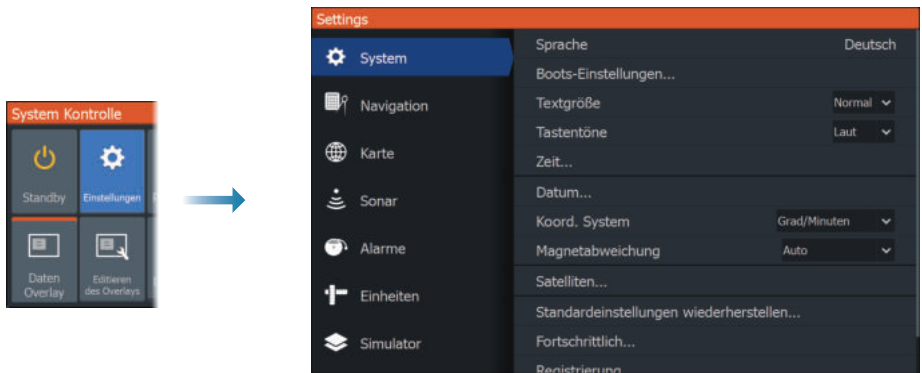 System Kontrolle
Standby
Einstellungen
Daten
Overlay
Editieren
des Overlays
Settings
System
Navigation
Karte
Sonar
Alarme
Einheiten
Simulator
Sprache Deutsch
Boots-Einstellungen...
Textgröße Normal
Tastentöne Laut
Zeit...
Datum...
Koord. System Grad/Minuten
Magnetabweichung Auto
Satelliten...
Standardeinstellungen wiederherstellen...
Fortschrittlich...
Registrierung